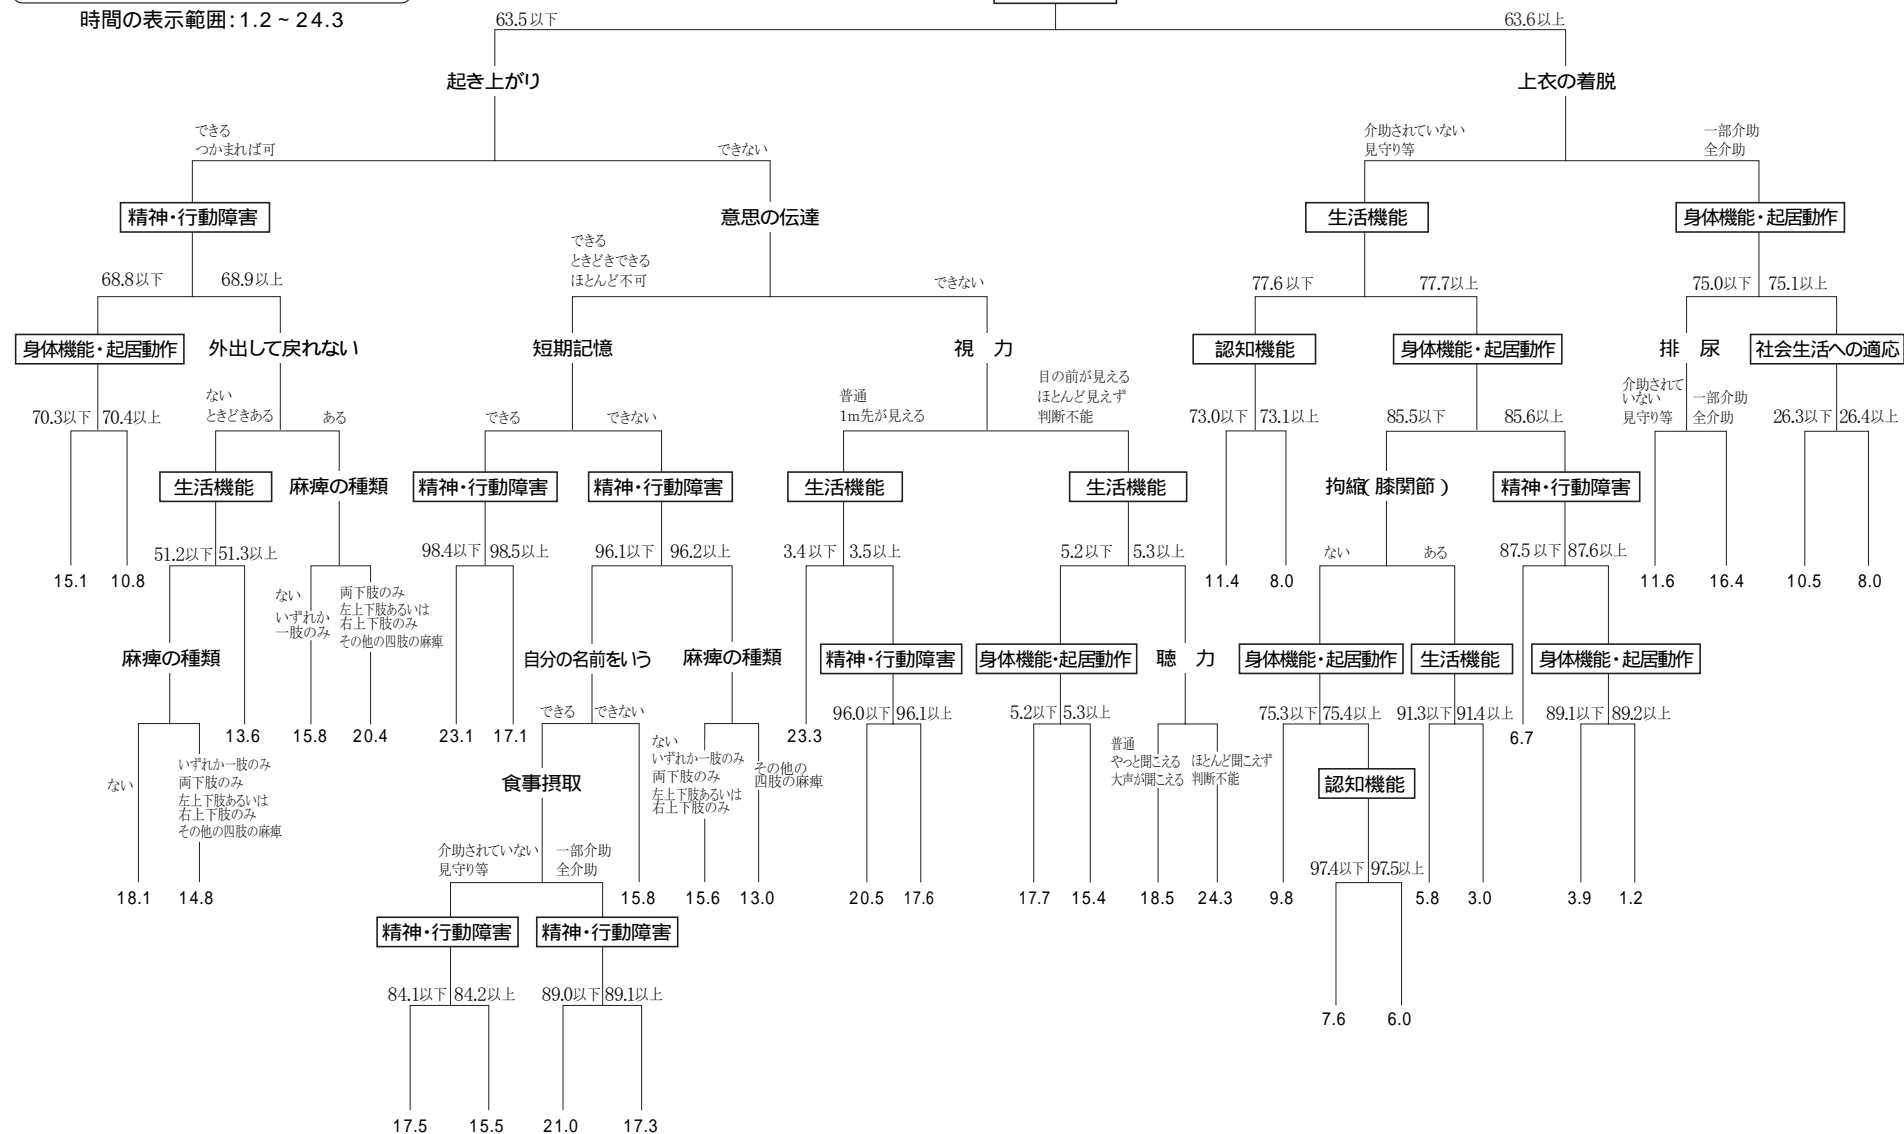 時間の表示範囲:1.2~24.3
63.5以下
63.6以上
起き上がり
上衣の着脱
できる
つかまれば可
できない
介助されていない
見守り等
一部介助
全介助
精神・行動障害
意思の伝達
生活機能
身体機能・起居動作
できる
ときどきできる
ほとんど不可
できない
68.8以下
68.9以上
77.6以下
77.7以上
75.0以下
75.1以上
身体機能・起居動作
外出して戻れない
短期記憶
視 力
認知機能
身体機能・起居動作
排 尿
社会生活への適応
70.3以下
70.4以上
ない
ときどきある
ある
できる
できない
普通
1m先が見える
目の前が見える
ほとんど見えず
判断不能
73.0以下
73.1以上
85.5以下
85.6以上
介助されて
いない
見守り等
一部介助
全介助
26.3以下
26.4以上
生活機能
麻痺の種類
精神・行動障害
精神・行動障害
生活機能
生活機能
拘縮(膝関節)
精神・行動障害
51.2以下
51.3以上
98.4以下
98.5以上
96.1以下
96.2以上
3.4以下
3.5以上
5.2以下
5.3以上
ない
ある
87.5以下
87.6以上
15.1
10.8
11.4
8.0
11.6
16.4
10.5
8.0
ない
いずれか
一肢のみ
両下肢のみ
左上下肢あるいは
右上下肢のみ
その他の四肢の麻痺
麻痺の種類
自分の名前をいう
麻痺の種類
精神・行動障害
身体機能・起居動作
聴 力
身体機能・起居動作
生活機能
身体機能・起居動作
できる
できない
96.0以下
96.1以上
5.2以下
5.3以上
75.3以下
75.4以上
91.3以下
91.4以上
89.1以下
89.2以上
13.6
15.8
20.4
23.1
17.1
23.3
6.7
ない
いずれか一肢のみ
両下肢のみ
左上下肢あるいは
右上下肢のみ
その他の四肢の麻痺
食事摂取
ない
いずれか一肢のみ
両下肢のみ
左上下肢あるいは
右上下肢のみ
その他の
四肢の麻痺
普通
やっと聞こえる
大声が聞こえる
ほとんど聞こえず
判断不能
認知機能
介助されていない
見守り等
一部介助
全介助
97.4以下
97.5以上
18.1
14.8
15.8
15.6
13.0
20.5
17.6
17.7
15.4
18.5
24.3
9.8
5.8
3.0
3.9
1.2
精神・行動障害
精神・行動障害
84.1以下
84.2以上
89.0以下
89.1以上
7.6
6.0
17.5
15.5
21.0
17.3